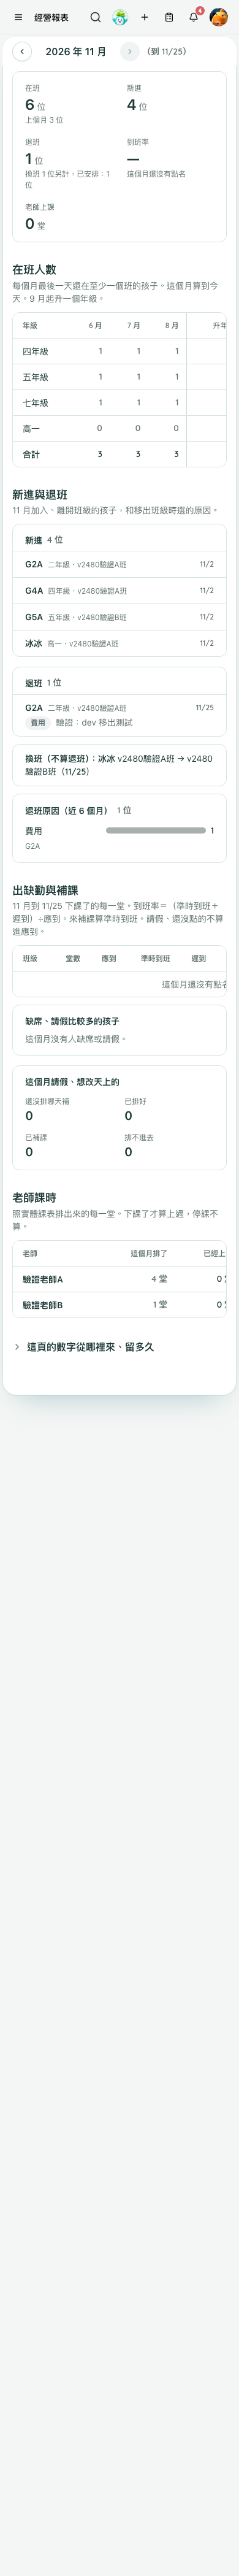 經營報表
4
2026 年 11 月
（到 11/25）
在班
6 位
上個月 3 位
新進
4 位
退班
1 位
換班 1 位另計，已安排：1
位
到班率
—
這個月還沒有點名
老師上課
0 堂
在班人數
每個月最後一天還在至少一個班的孩子。這個月算到
今天。9 月起升一個年級。
年級 6 月 7 月 8 月 升年
四年級 1 1 1
五年級 1 1 1
七年級 1 1 1
高一 0 0 0
合計 3 3 3
新進與退班
11 月加入、離開班級的孩子，和移出班級時選的原因。
新進 4 位
G2A 二年級．v2480驗證A班 11/2
G4A 四年級．v2480驗證A班 11/2
G5A 五年級．v2480驗證B班 11/2
冰冰 高一．v2480驗證A班 11/2
退班 1 位
G2A 二年級．v2480驗證A班 11/25
費用 驗證：dev 移出測試
換班（不算退班）：冰冰 v2480驗證A班 → v2480
驗證B班（11/25）
退班原因（近 6 個月） 1 位
費用 1
G2A
出缺勤與補課
11 月到 11/25 下課了的每一堂。到班率＝（準時到班＋
遲到）÷應到。來補課算準時到班。請假、還沒點的不算
進應到。
班級 堂數 應到 準時到班 遲到
這個月還沒有點名
缺席、請假比較多的孩子
這個月沒有人缺席或請假。
這個月請假、想改天上的
還沒排哪天補
0
已排好
0
已補課
0
排不進去
0
老師課時
照實體課表排出來的每一堂。下課了才算上過，停課不
算。
老師 這個月排了 已經上
驗證老師A 4 堂 0 堂
驗證老師B 1 堂 0 堂
這頁的數字從哪裡來、留多久